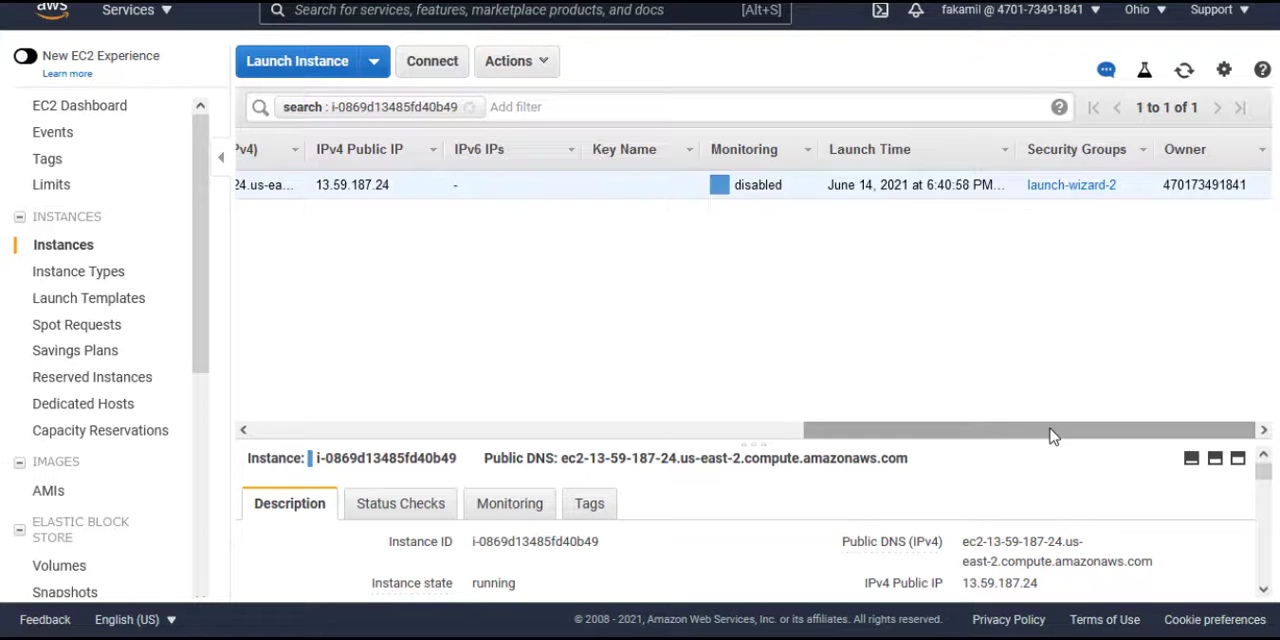 aws
Services
Search for services, features, marketplace products, and docs
[Alt+S]
fakamil @ 4701-7349-1841
Ohio
Support
New EC2 Experience
Learn more
EC2 Dashboard
Events
Tags
Limits
INSTANCES
Instances
Instance Types
Launch Templates
Spot Requests
Savings Plans
Reserved Instances
Dedicated Hosts
Capacity Reservations
IMAGES
AMIs
ELASTIC BLOCK
STORE
Volumes
Snapshots
Launch Instance
Connect
Actions
search : i-0869d13485fd40b49
Add filter
1 to 1 of 1
Pv4) IPv4 Public IP IPv6 IPs Key Name Monitoring Launch Time Security Groups Owner
24.us-ea... 13.59.187.24 - disabled June 14, 2021 at 6:40:58 PM... launch-wizard-2 470173491841
Instance: i-0869d13485fd40b49 Public DNS: ec2-13-59-187-24.us-east-2.compute.amazonaws.com
Description Status Checks Monitoring Tags
Instance ID i-0869d13485fd40b49
Public DNS (IPv4) ec2-13-59-187-24.us-
east-2.compute.amazonaws.com
Instance state running
IPv4 Public IP 13.59.187.24
Feedback English (US) © 2008 - 2021, Amazon Web Services, Inc. or its affiliates. All rights reserved. Privacy Policy Terms of Use Cookie preferences